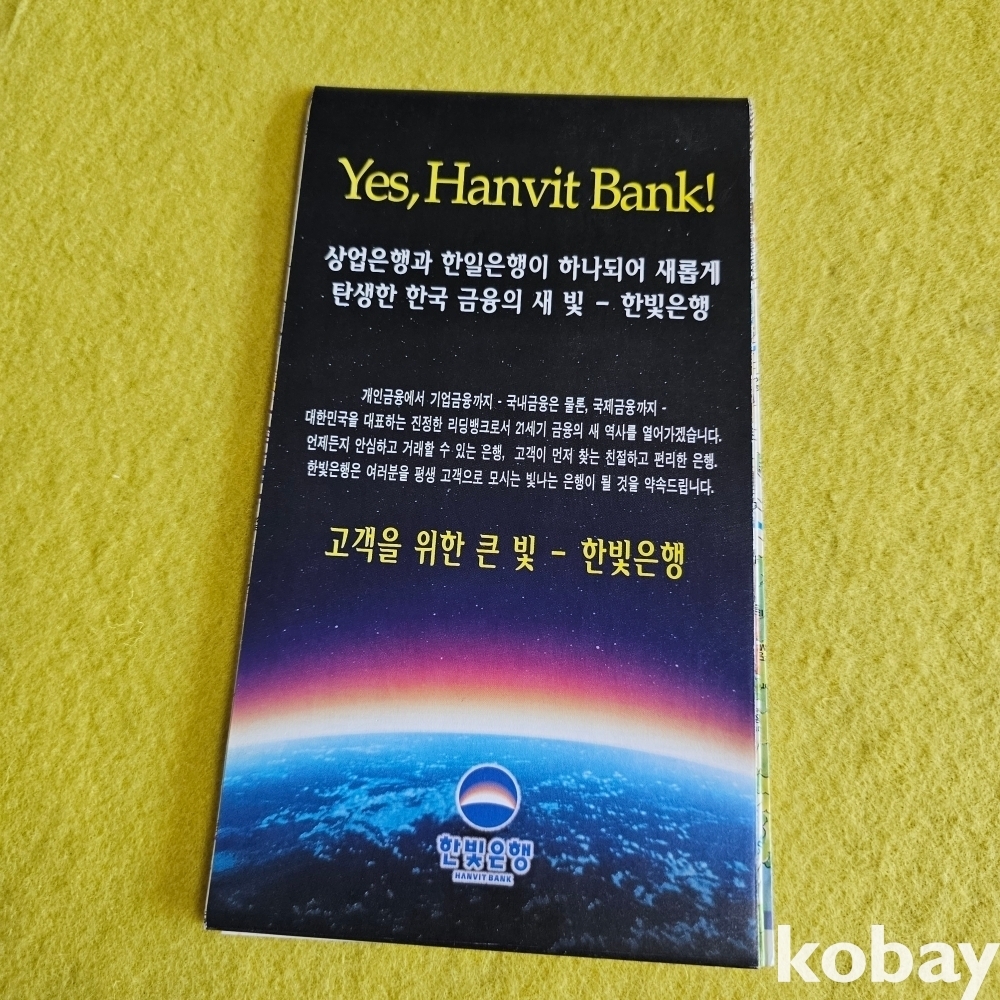 Yes, Hanvit Bank!
상업은행과 한일은행이 하나되어 새롭게
탄생한 한국 금융의 새 빛 – 한빛은행
개인금융에서 기업금융까지 - 국내금융은 물론, 국제금융까지 -
대한민국을 대표하는 진정한 리딩뱅크로서 21세기 금융의 새 역사를 열어가겠습니다.
언제든지 안심하고 거래할 수 있는 은행, 고객이 먼저 찾는 친절하고 편리한 은행.
한빛은행은 여러분을 평생 고객으로 모시는 빛나는 은행이 될 것을 약속드립니다.
고객을 위한 큰 빛 – 한빛은행
한빛은행
HANVIT BANK
kobay